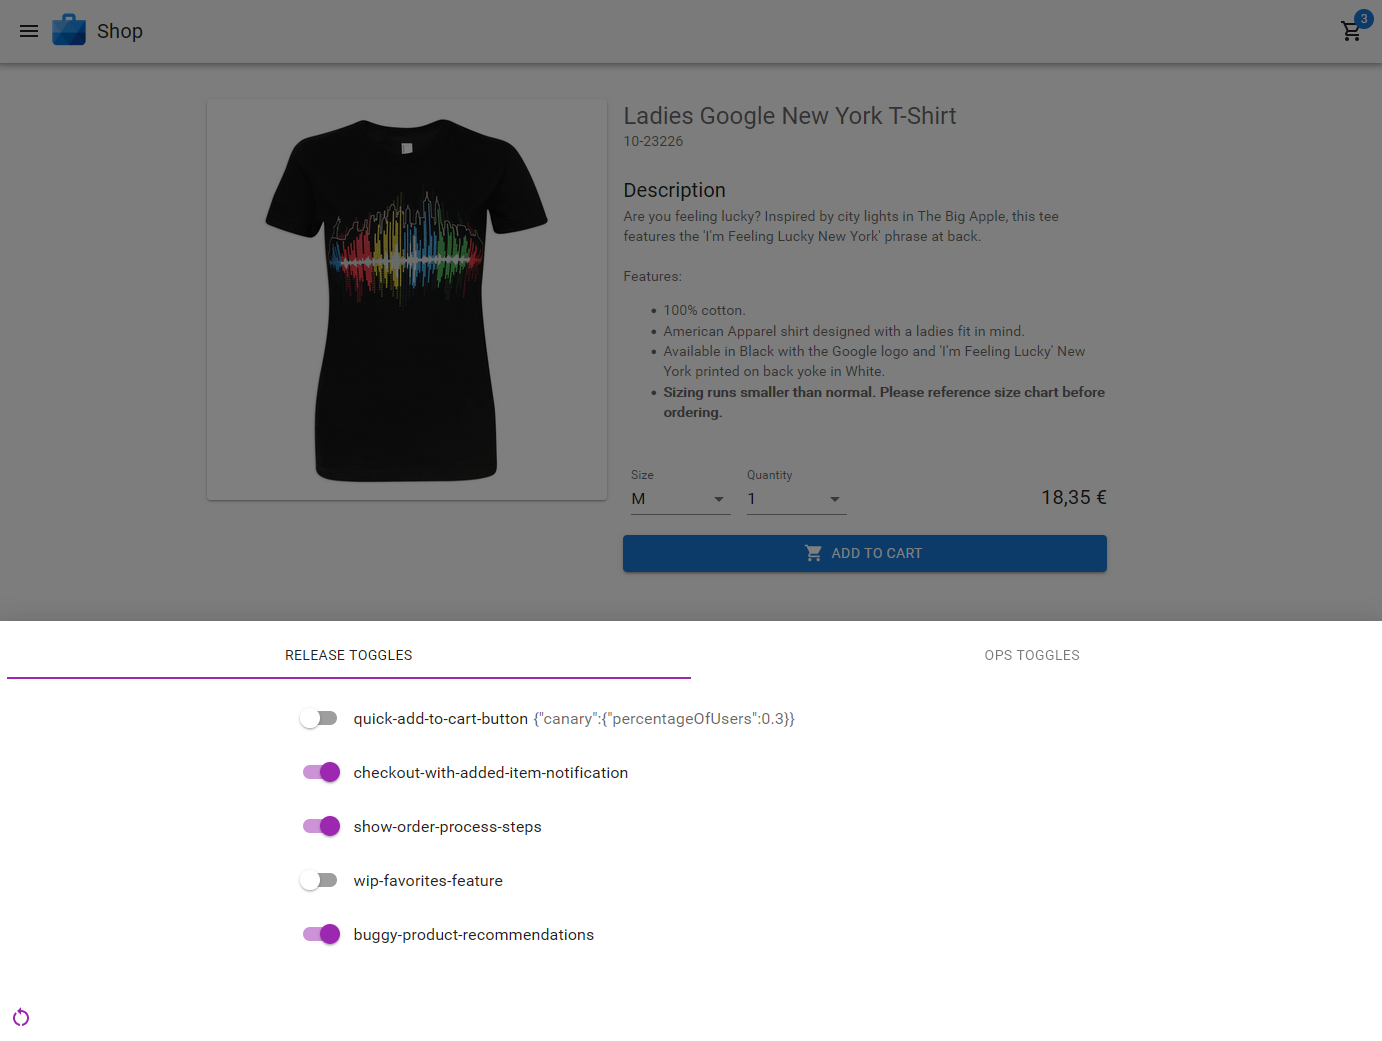 Shop
3
Ladies Google New York T-Shirt
10-23226
Description
Are you feeling lucky? Inspired by city lights in The Big Apple, this tee
features the 'I'm Feeling Lucky New York' phrase at back.
Features:
100% cotton.
American Apparel shirt designed with a ladies fit in mind.
Available in Black with the Google logo and 'I'm Feeling Lucky' New
York printed on back yoke in White.
Sizing runs smaller than normal. Please reference size chart before
ordering.
Size
Quantity
M
1
18,35 €
ADD TO CART
RELEASE TOGGLES
OPS TOGGLES
quick-add-to-cart-button {"canary":{"percentageOfUsers":0.3}}
checkout-with-added-item-notification
show-order-process-steps
wip-favorites-feature
buggy-product-recommendations